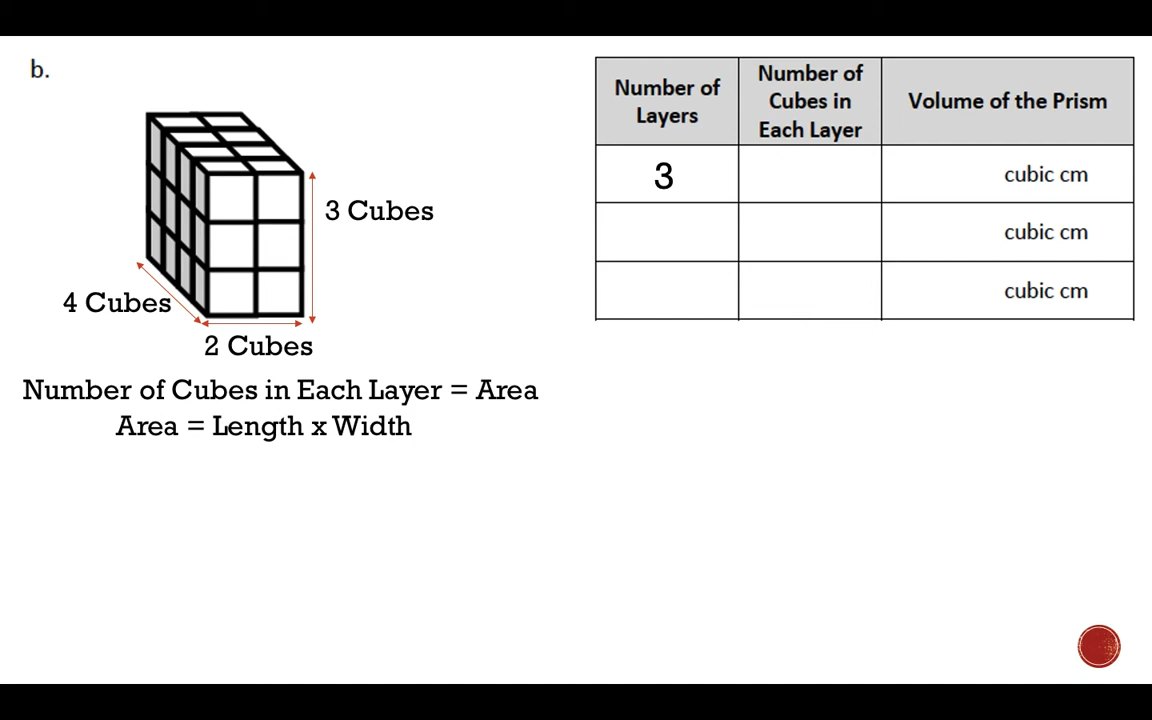 b.
3 Cubes
4 Cubes
2 Cubes
Number of Cubes in Each Layer = Area
Area = Length x Width
Number of Layers
Number of Cubes in Each Layer
Volume of the Prism
3
cubic cm
cubic cm
cubic cm